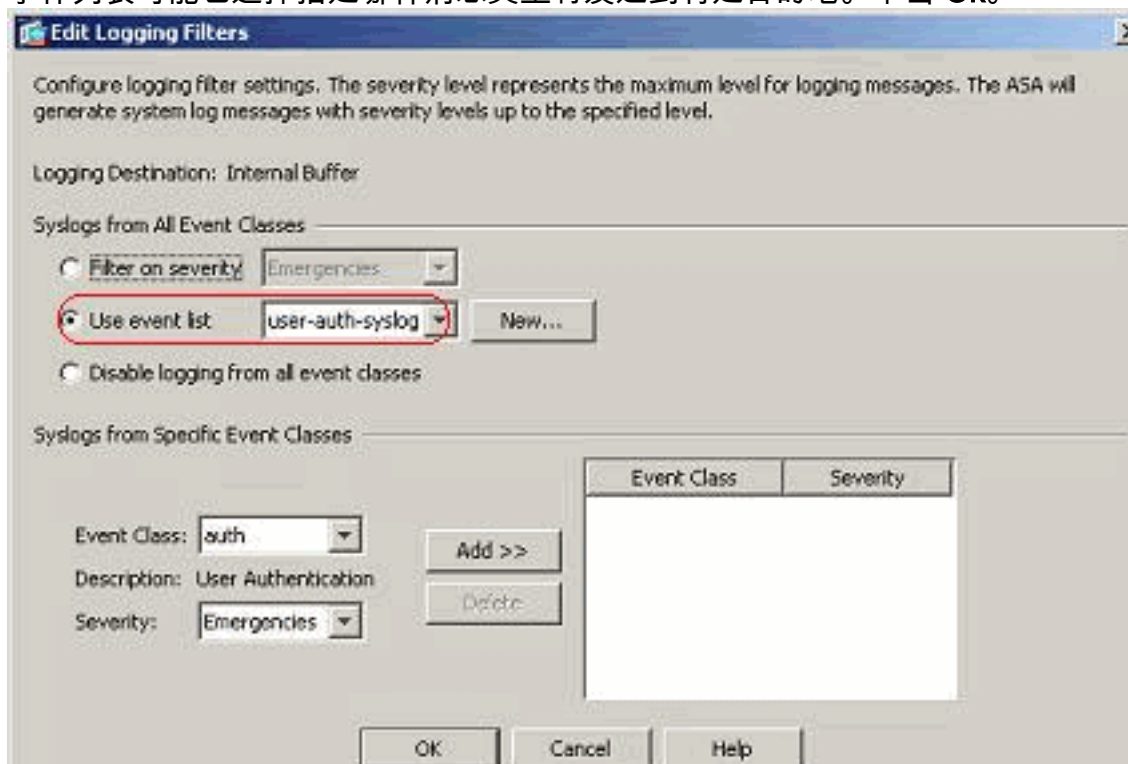 Edit Logging Filters
Configure logging filter settings. The severity level represents the maximum level for logging messages. The ASA will
generate system log messages with severity levels up to the specified level.
Logging Destination: Internal Buffer
Syslogs from All Event Classes
Filter on severity Emergencies
Use event list user-auth-syslog New...
Disable logging from all event classes
Syslogs from Specific Event Classes
Event Class Severity
Event Class: auth
Add >>
Description: User Authentication
Delete
Severity: Emergencies
OK Cancel Help